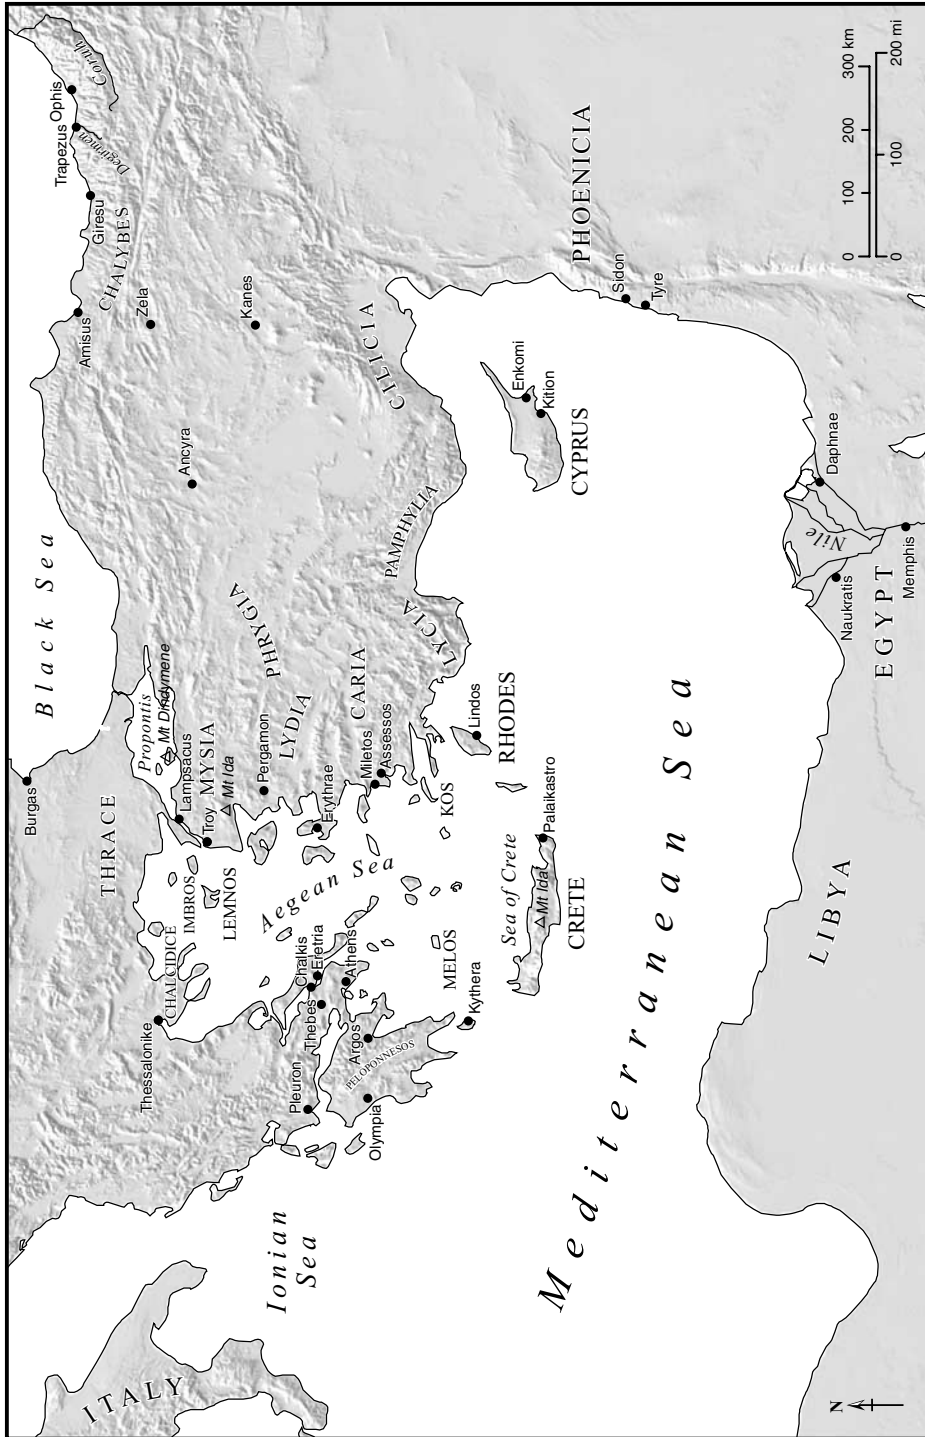 Black Sea
Burgas
THRACE
Propontis
Mt Dindymene
Lampsacus
Troy
MYSIA
Mt Ida
Thessalonike
CHALCIDICE
IMBROS
LEMNOS
Amisus
Giresu
Trapezus
Ophis
Coruh
Degirmen
CHALYBES
Zela
Kanes
Ancyra
PHRYGIA
Pergamon
LYDIA
Erythrae
Aegean Sea
Chalkis
Eretria
Thebes
Athens
Pleuron
Argos
PELOPONNESOS
Olympia
Miletos
Assessos
CARIA
LYCIA
PAMPHYLIA
CILICIA
KOS
MELOS
Kythera
Lindos
RHODES
Sea of Crete
Palaikastro
Mt Ida
CRETE
Enkomi
Kition
CYPRUS
PHOENICIA
Sidon
Tyre
ITALY
Ionian
Sea
Mediterranean Sea
LIBYA
EGYPT
Naukratis
Nile
Daphnae
Memphis
N
0 100 200 300 km
0 100 200 mi